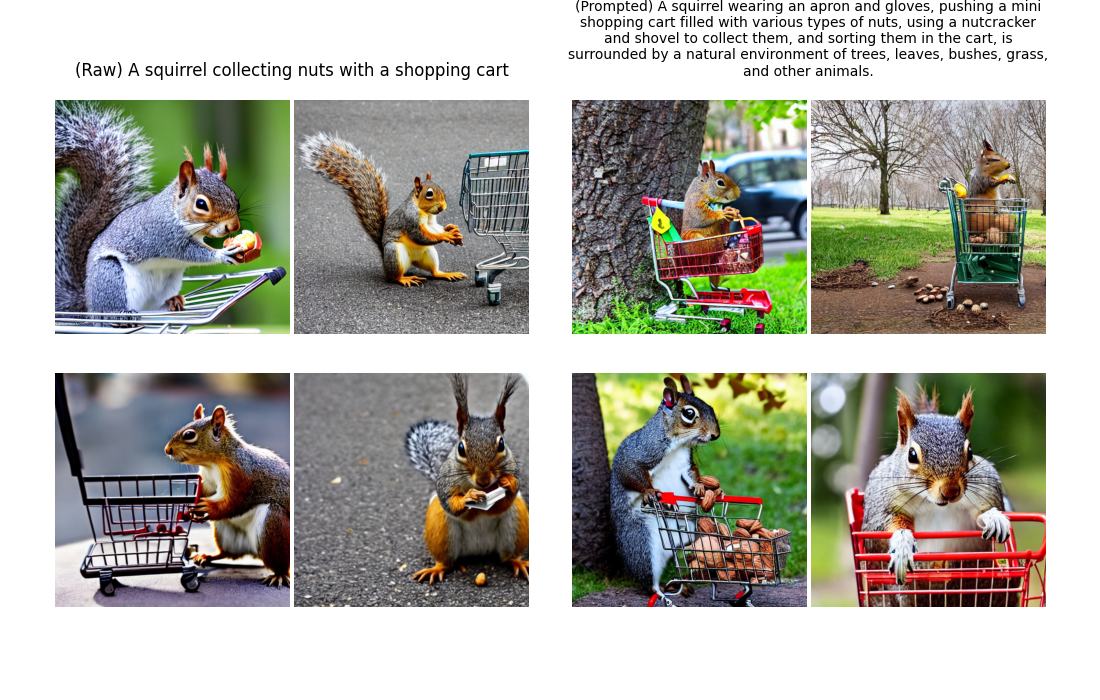 (Raw) A squirrel collecting nuts with a shopping cart
(Prompted) A squirrel wearing an apron and gloves, pushing a mini
shopping cart filled with various types of nuts, using a nutcracker
and shovel to collect them, and sorting them in the cart, is
surrounded by a natural environment of trees, leaves, bushes, grass,
and other animals.